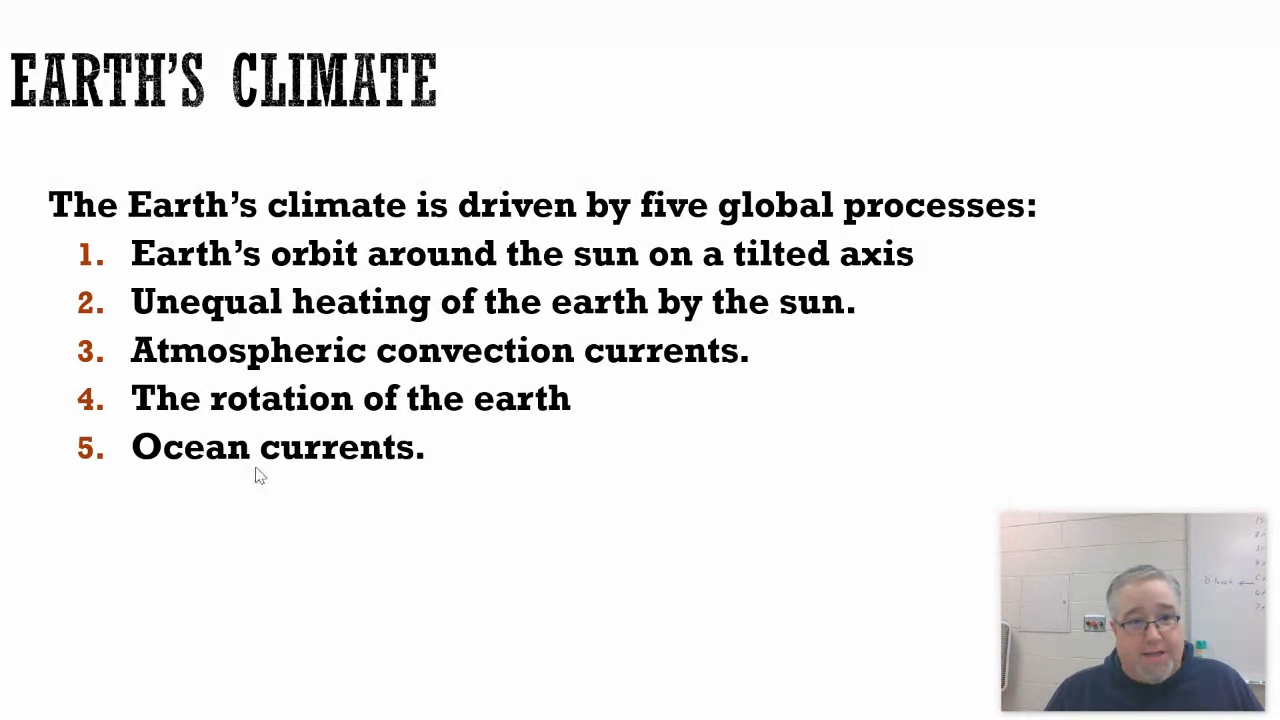 EARTH'S CLIMATE
The Earth's climate is driven by five global processes:
1. Earth's orbit around the sun on a tilted axis
2. Unequal heating of the earth by the sun.
3. Atmospheric convection currents.
4. The rotation of the earth
5. Ocean currents.